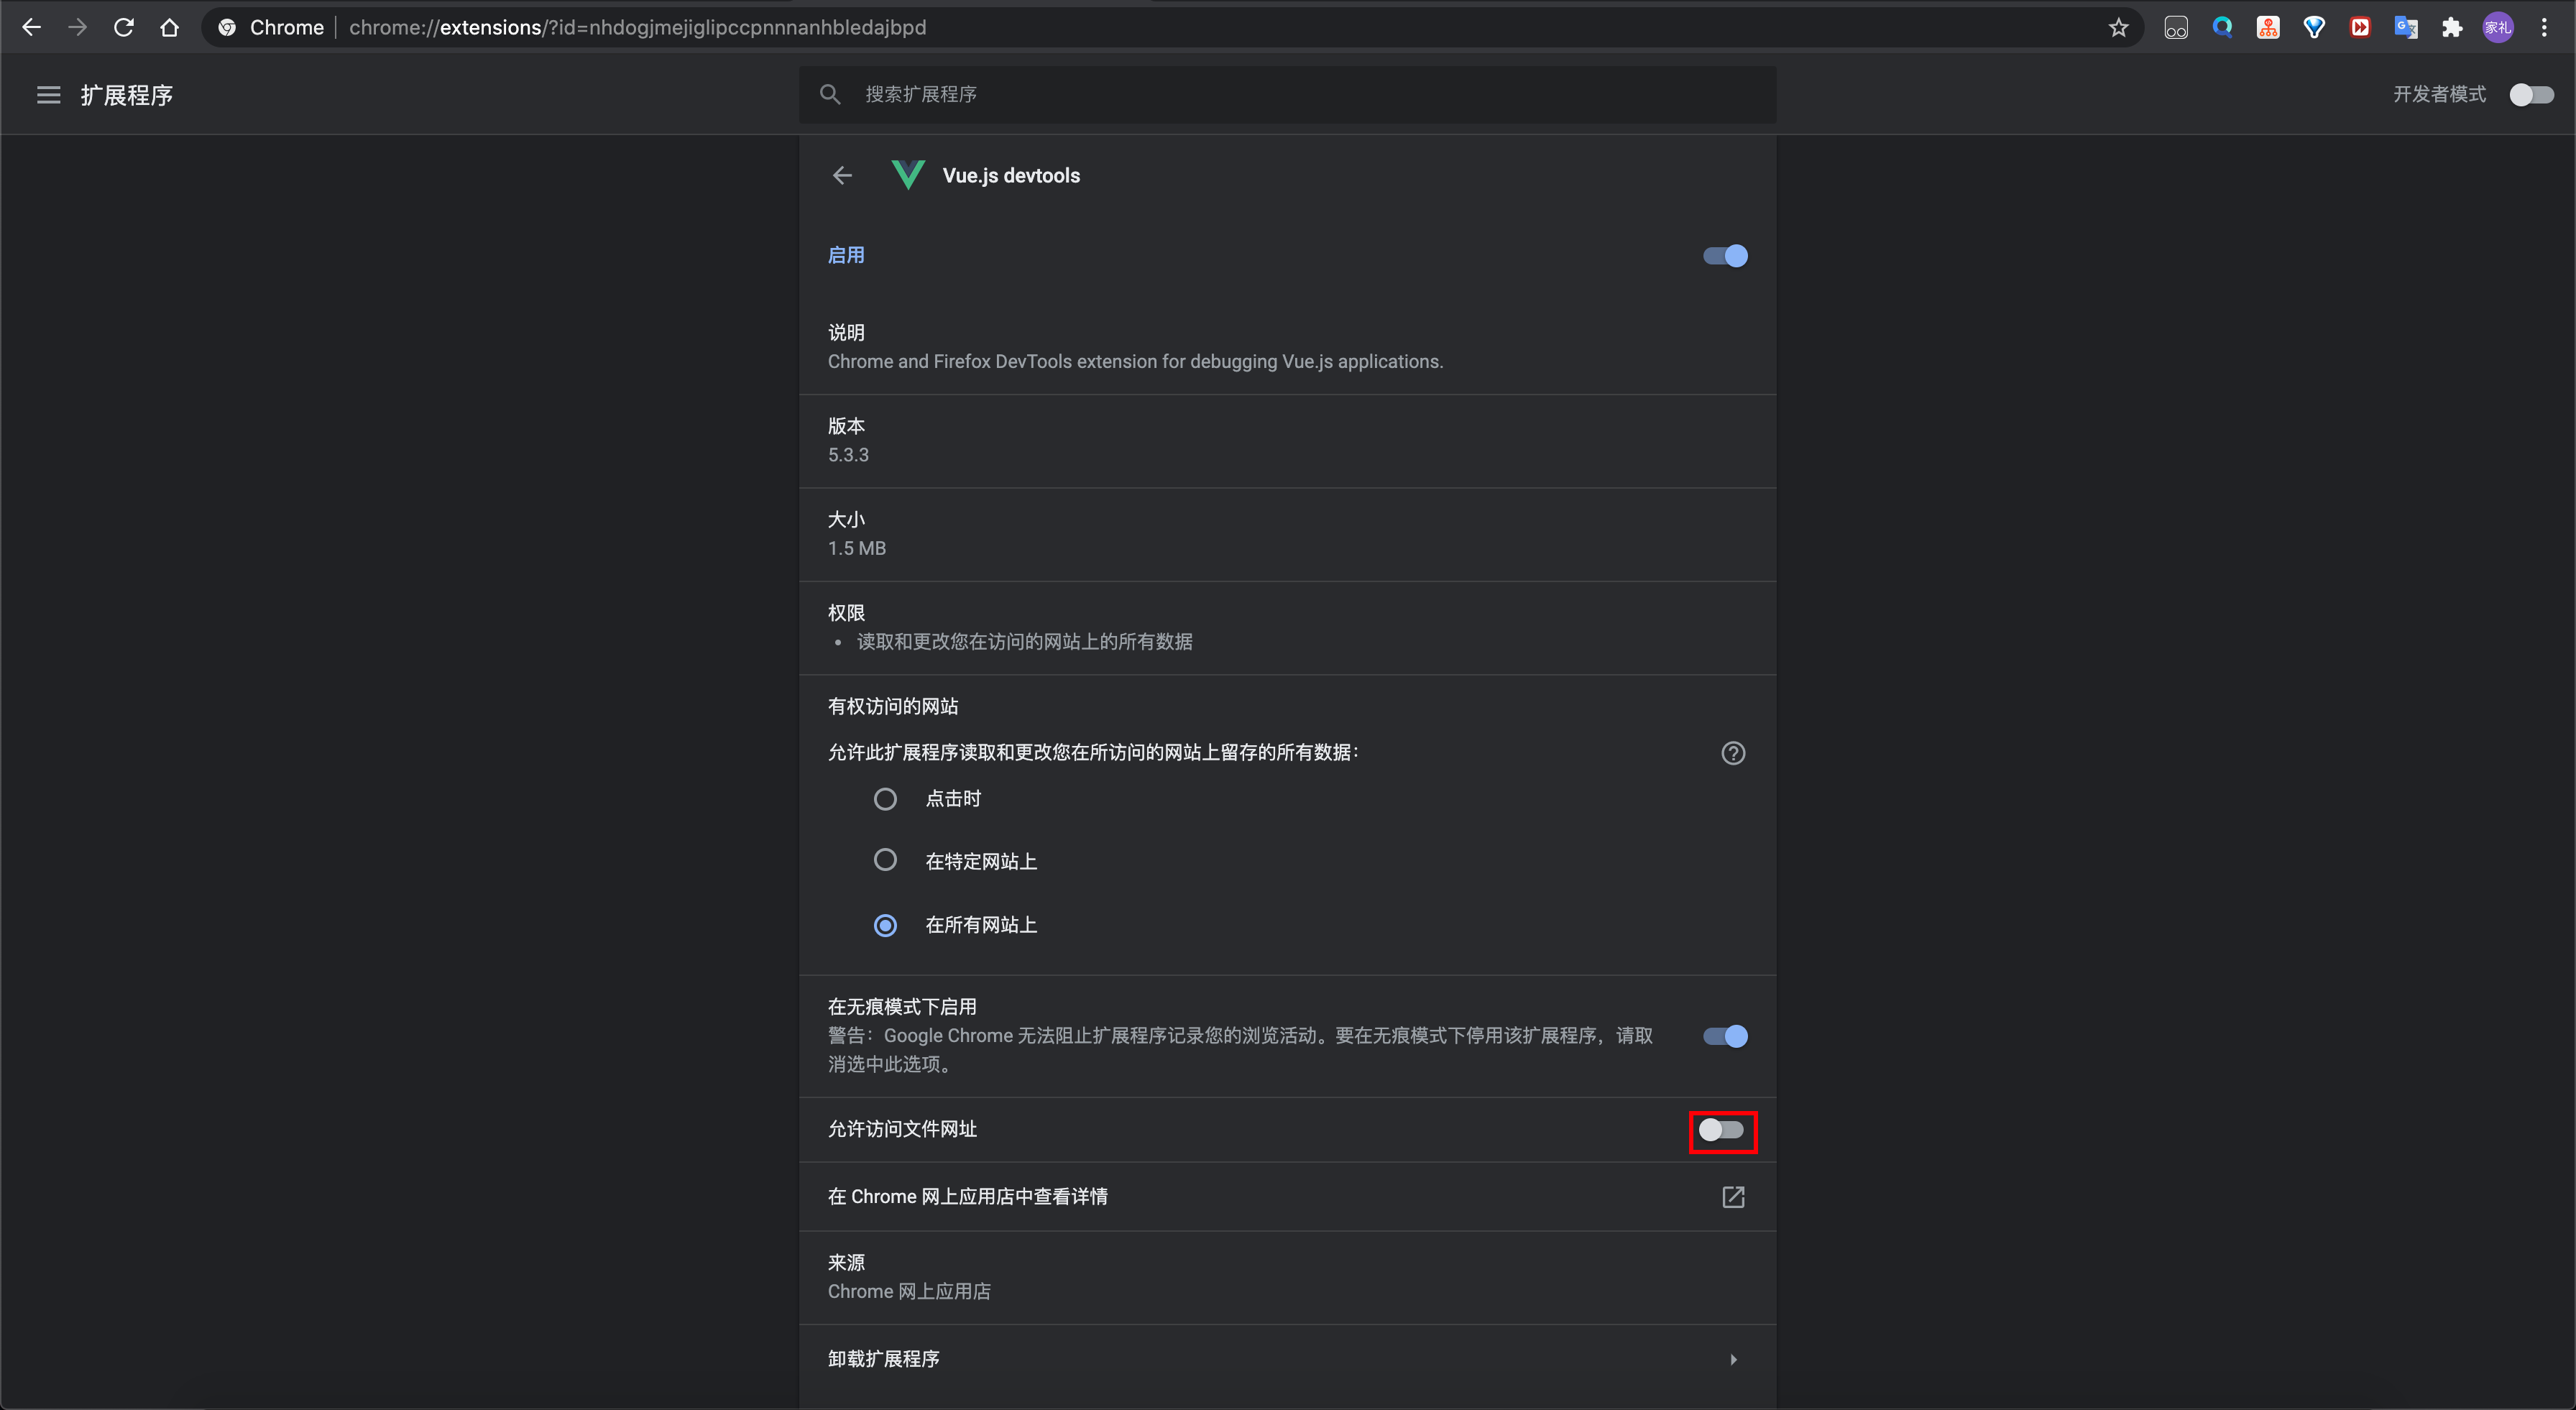 Chrome | chrome://extensions/?id=nhdogjmejiglipccpnnnanhbledajbpd
家礼
扩展程序
搜索扩展程序
开发者模式
Vue.js devtools
启用
说明
Chrome and Firefox DevTools extension for debugging Vue.js applications.
版本
5.3.3
大小
1.5 MB
权限
• 读取和更改您在访问的网站上的所有数据
有权访问的网站
允许此扩展程序读取和更改您在所访问的网站上留存的所有数据：
点击时
在特定网站上
在所有网站上
在无痕模式下启用
警告：Google Chrome 无法阻止扩展程序记录您的浏览活动。要在无痕模式下停用该扩展程序，请取
消选中此选项。
允许访问文件网址
在 Chrome 网上应用店中查看详情
来源
Chrome 网上应用店
卸载扩展程序